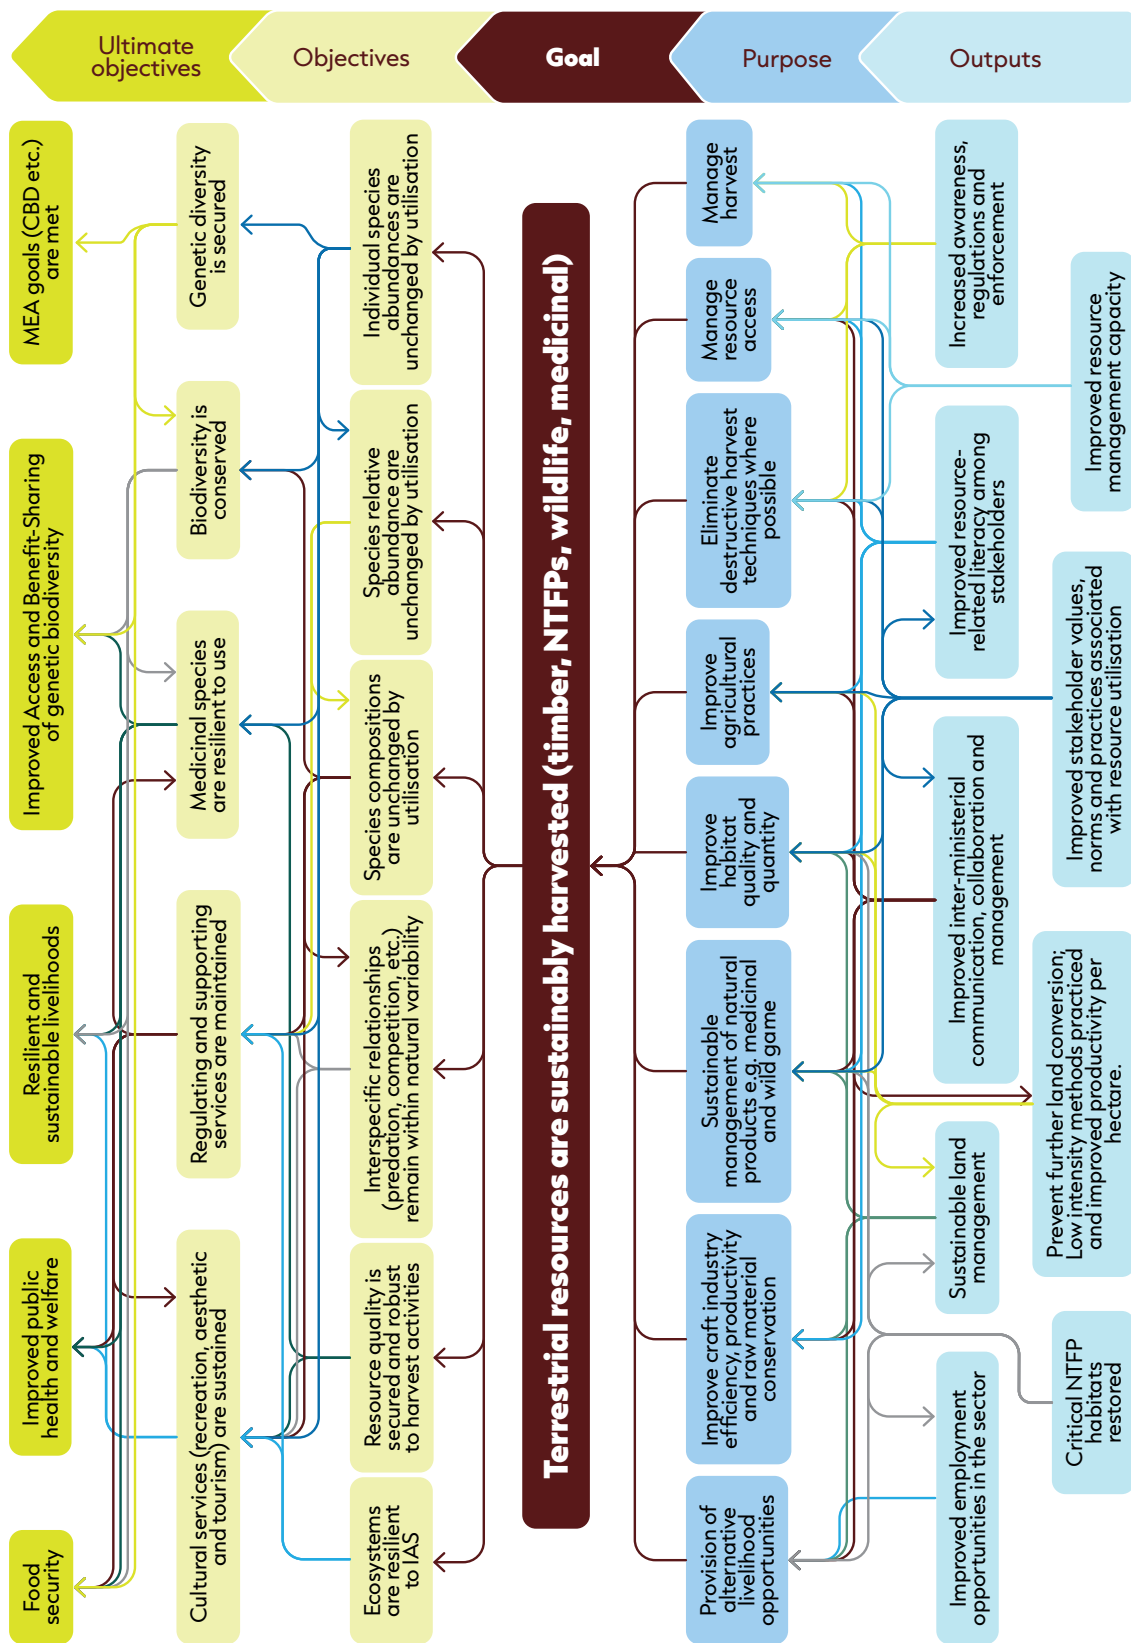 Ultimate
objectives
Objectives
Goal
Purpose
Outputs
Food
security
Improved public
health and welfare
Resilient and
sustainable livelihoods
Improved Access and Benefit-Sharing
of genetic biodiversity
MEA goals (CBD etc.)
are met
Cultural services (recreation, aesthetic
and tourism) are sustained
Regulating and supporting
services are maintained
Medicinal species
are resilient to use
Biodiversity is
conserved
Genetic diversity
is secured
Ecosystems
are resilient
to IAS
Resource quality is
secured and robust
to harvest activities
Interspecific relationships
(predation, competition, etc.)
remain within natural variability
Species compositions
are unchanged by
utilisation
Species relative
abundance are
unchanged by utilisation
Individual species
abundances are
unchanged by utilisation
Terrestrial resources are sustainably harvested (timber, NTFPs, wildlife, medicinal)
Provision of
alternative
livelihood
opportunities
Improve craft industry
efficiency, productivity
and raw material
conservation
Sustainable
management of natural
products e.g. medicinal
and wild game
Improve
habitat
quality and
quantity
Improve
agricultural
practices
Eliminate
destructive harvest
techniques where
possible
Manage
resource
access
Manage
harvest
Improved employment
opportunities in the sector
Sustainable land
management
Improved inter-ministerial
communication, collaboration and
management
Improved resource-
related literacy among
stakeholders
Increased awareness,
regulations and
enforcement
Critical NTFP
habitats
restored
Prevent further land conversion;
Low intensity methods practiced
and improved productivity per
hectare.
Improved stakeholder values,
norms and practices associated
with resource utilisation
Improved resource
management capacity